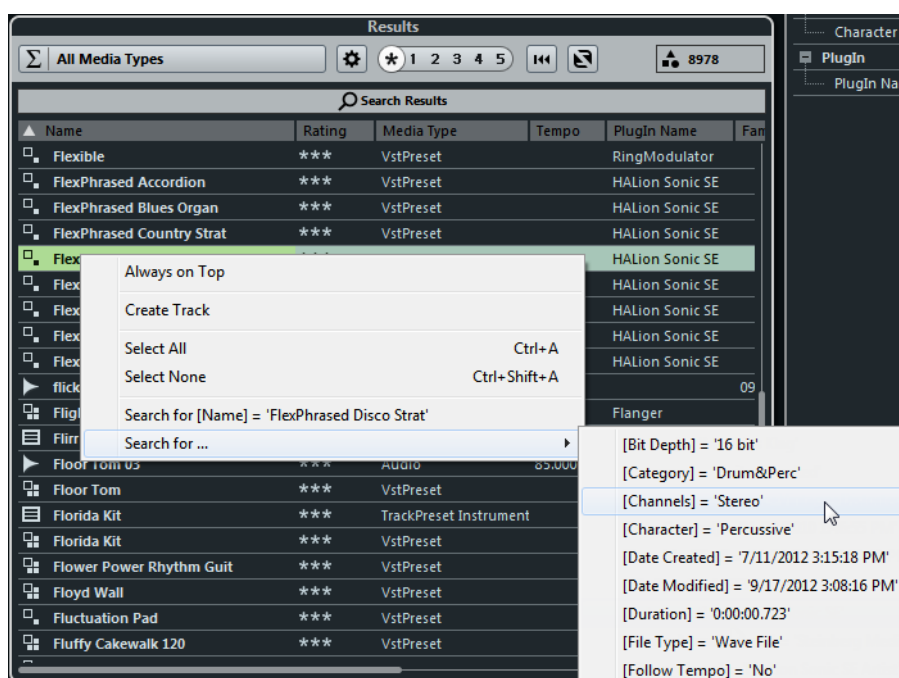 Results
Character
All Media Types
1 2 3 4 5
8978
PlugIn
PlugIn Na
Search Results
Name Rating Media Type Tempo PlugIn Name Fam
Flexible *** VstPreset RingModulator
FlexPhrased Accordion *** VstPreset HALion Sonic SE
FlexPhrased Blues Organ *** VstPreset HALion Sonic SE
FlexPhrased Country Strat *** VstPreset HALion Sonic SE
Flex HALion Sonic SE
Flex HALion Sonic SE
Flex HALion Sonic SE
Flex HALion Sonic SE
Flex HALion Sonic SE
flick 09
Fligl Flanger
Flirr
Always on Top
Create Track
Select All Ctrl+A
Select None Ctrl+Shift+A
Search for [Name] = 'FlexPhrased Disco Strat'
Search for ...
[Bit Depth] = '16 bit'
[Category] = 'Drum&Perc'
[Channels] = 'Stereo'
[Character] = 'Percussive'
[Date Created] = '7/11/2012 3:15:18 PM'
[Date Modified] = '9/17/2012 3:08:16 PM'
[Duration] = '0:00:00.723'
[File Type] = 'Wave File'
[Follow Tempo] = 'No'
Floor Tom 03 *** Audio 85.000
Floor Tom *** VstPreset
Florida Kit *** TrackPreset Instrument
Florida Kit *** VstPreset
Flower Power Rhythm Guit *** VstPreset
Floyd Wall *** VstPreset
Fluctuation Pad *** VstPreset
Fluffy Cakewalk 120 *** VstPreset